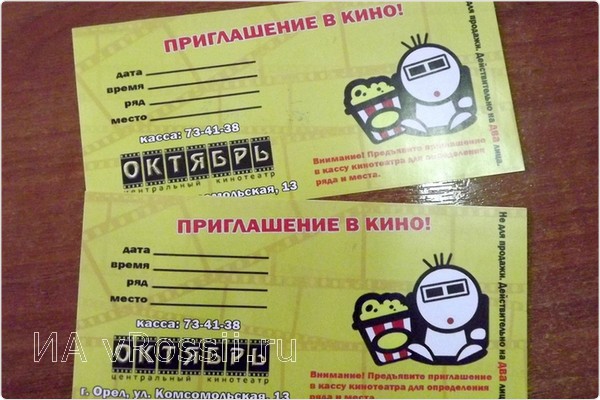 ПРИГЛАШЕНИЕ В КИНО!
дата
время
ряд
место
касса: 73-41-38
ОКТЯБРЬ
центральный кинотеатр
Комсомольская, 13
Внимание! Предъявите приглашение
в кассу кинотеатра для определения
ряда и места.
Не для продажи. Действительно на ДВА лица.
ПРИГЛАШЕНИЕ В КИНО!
дата
время
ряд
место
касса: 73-41-38
ОКТЯБРЬ
центральный кинотеатр
г. Орел, ул. Комсомольская, 13
Внимание! Предъявите приглашение
в кассу кинотеатра для определения
ряда и места.
Не для продажи. Действительно на ДВА лица.
ИА vRossii.ru